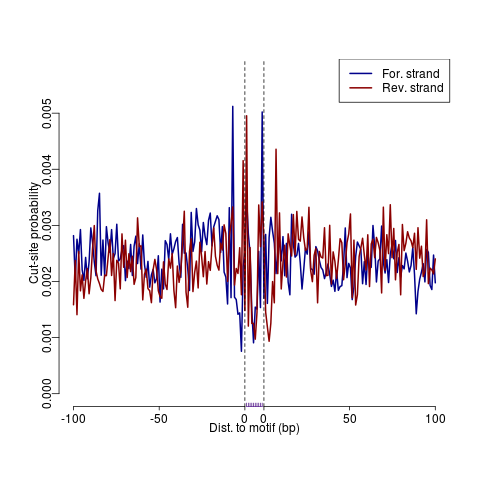 For. strand
Rev. strand
Cut-site probability
0.005
0.004
0.003
0.002
0.001
0.000
-100 -50 0 0 50 100
Dist. to motif (bp)